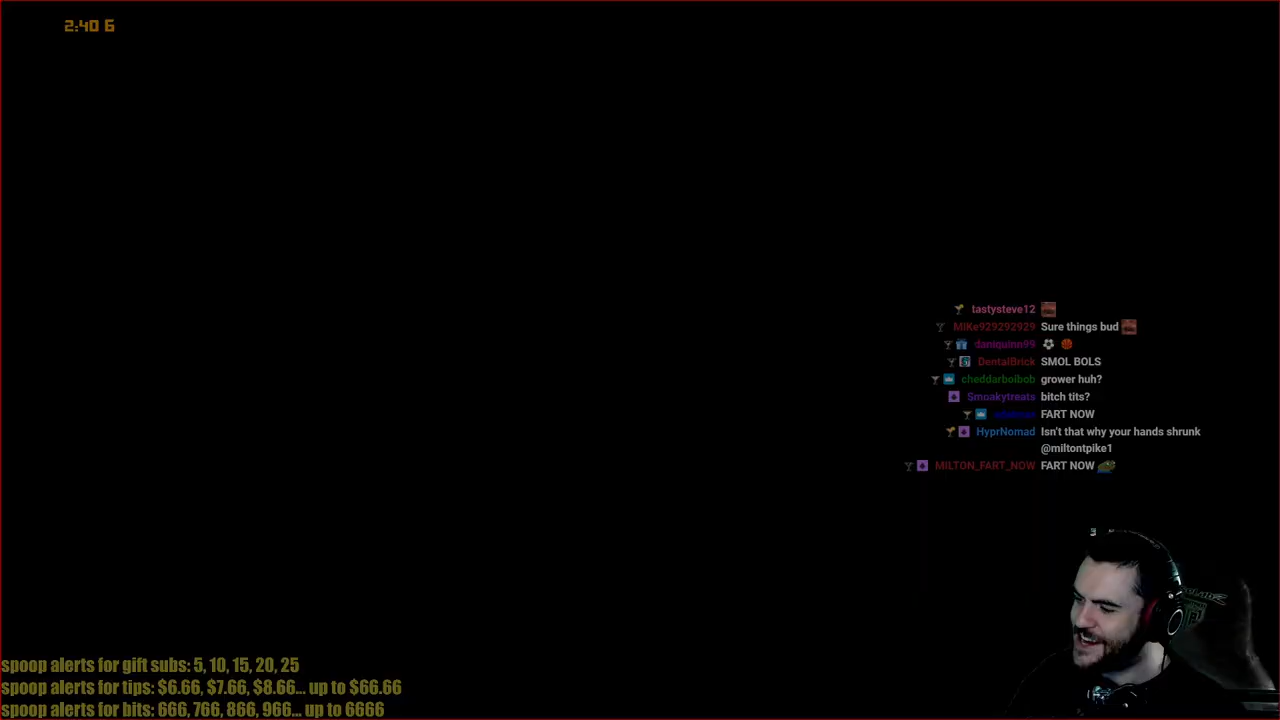 2:40 6
tastysteve12
MIKe929292929 Sure things bud
daniquinn99
DentalBrick SMOL BOLS
cheddarboibob grower huh?
Smoakytreats bitch tits?
FART NOW
HyprNomad Isn't that why your hands shrunk
@miltontpike1
MILTON_FART_NOW FART NOW
spoop alerts for gift subs: 5, 10, 15, 20, 25
spoop alerts for tips: $6.66, $7.66, $8.66... up to $66.66
spoop alerts for bits: 666, 766, 866, 966... up to 6666